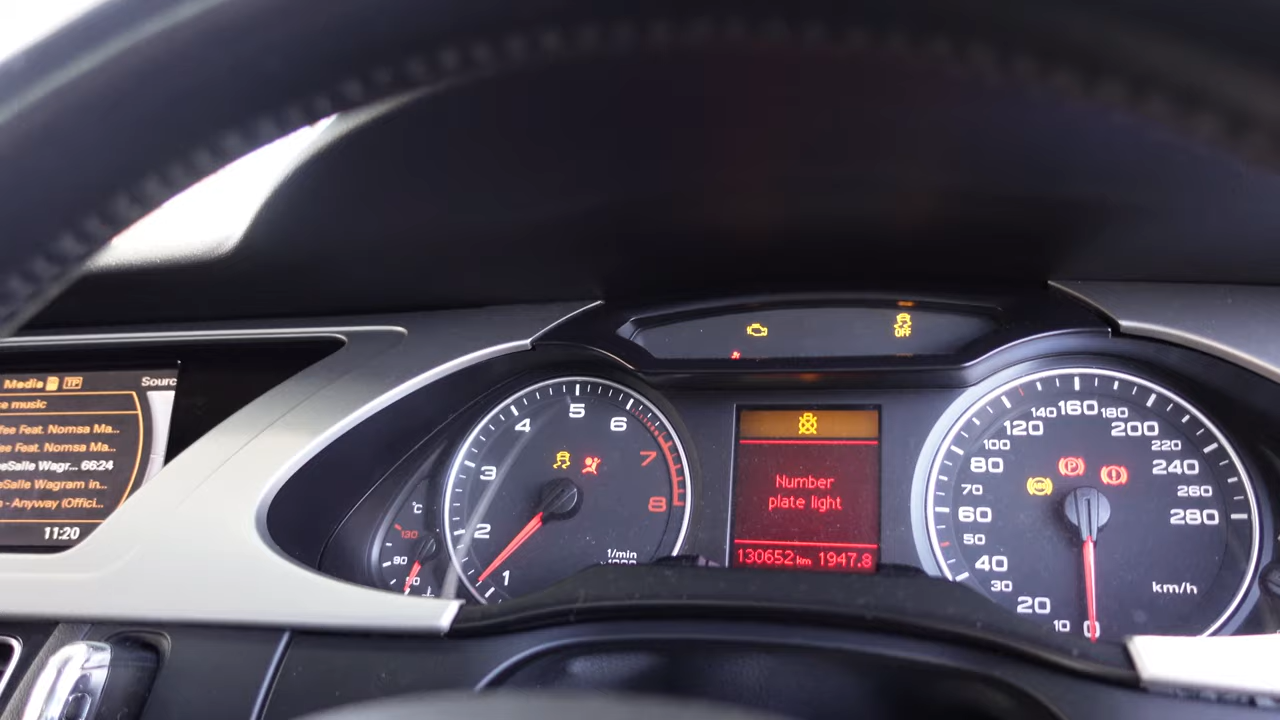 Media TP Sourc
se music
fee Feat. Nomsa Ma...
fee Feat. Nomsa Ma...
eSalle Wagr... 66:24
eSalle Wagram In...
- Anyway (Offici...
11:20
°C
130
90
1 2 3 4 5 6 7 8
1/min
OFF
Number
plate light
130652 km 1947.8
ABS
P
!
0 10 20 30 40 50 60 70 80 100 120 140 160 180 200 220 240 260 280
km/h